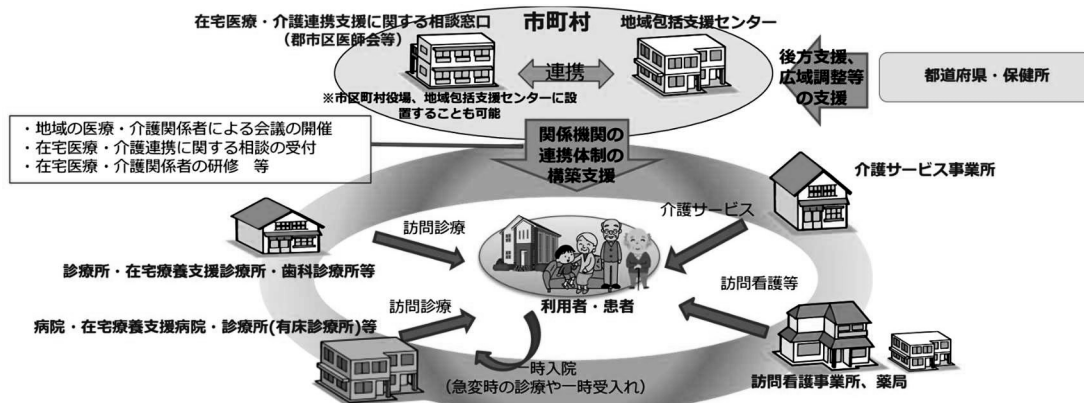 市町村
在宅医療・介護連携支援に関する相談窓口
（郡市区医師会等）
地域包括支援センター
連携
※市区町村役場、地域包括支援センターに設
置することも可能
後方支援、
広域調整等
の支援
都道府県・保健所
・地域の医療・介護関係者による会議の開催
・在宅医療・介護連携に関する相談の受付
・在宅医療・介護関係者の研修　等
関係機関の
連携体制の
構築支援
介護サービス事業所
介護サービス
訪問診療
診療所・在宅療養支援診療所・歯科診療所等
利用者・患者
訪問看護等
病院・在宅療養支援病院・診療所(有床診療所)等
訪問診療
一時入院
（急変時の診療や一時受入れ）
訪問看護事業所、薬局